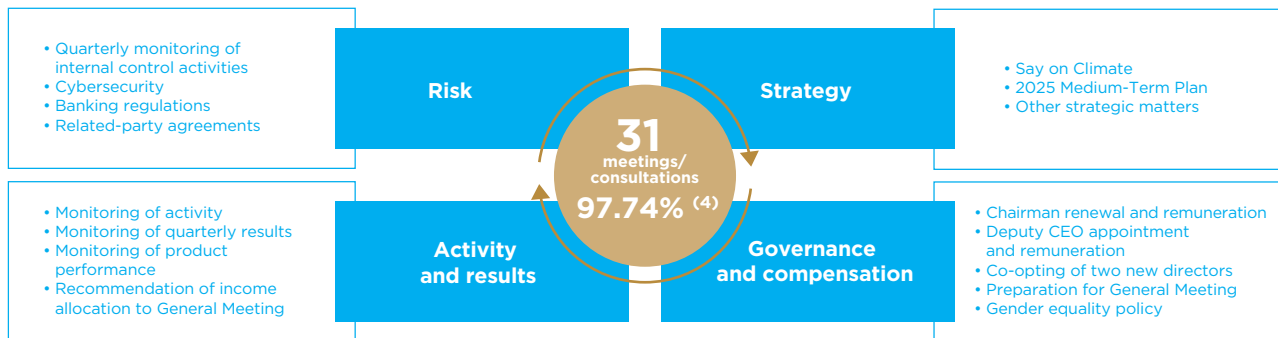 • Quarterly monitoring of
internal control activities
• Cybersecurity
• Banking regulations
• Related-party agreements
Risk
Strategy
• Say on Climate
• 2025 Medium-Term Plan
• Other strategic matters
31
meetings/
consultations
97.74% (4)
• Monitoring of activity
• Monitoring of quarterly results
• Monitoring of product
performance
• Recommendation of income
allocation to General Meeting
Activity
and results
Governance
and compensation
• Chairman renewal and remuneration
• Deputy CEO appointment
and remuneration
• Co-opting of two new directors
• Preparation for General Meeting
• Gender equality policy